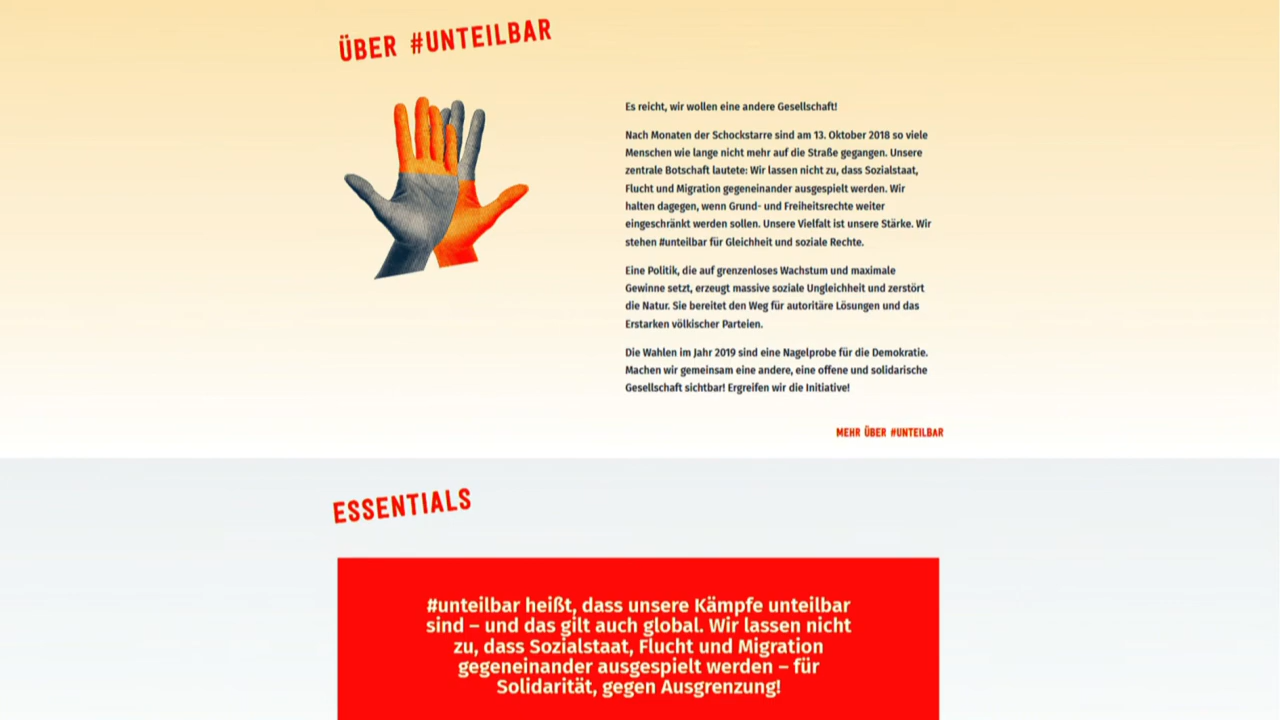 ÜBER #UNTEILBAR
Es reicht, wir wollen eine andere Gesellschaft!
Nach Monaten der Schockstarre sind am 13. Oktober 2018 so viele
Menschen wie lange nicht mehr auf die Straße gegangen. Unsere
zentrale Botschaft lautete: Wir lassen nicht zu, dass Sozialstaat,
Flucht und Migration gegeneinander ausgespielt werden. Wir
halten dagegen, wenn Grund- und Freiheitsrechte weiter
eingeschränkt werden sollen. Unsere Vielfalt ist unsere Stärke. Wir
stehen #unteilbar für Gleichheit und soziale Rechte.
Eine Politik, die auf grenzenloses Wachstum und maximale
Gewinne setzt, erzeugt massive soziale Ungleichheit und zerstört
die Natur. Sie bereitet den Weg für autoritäre Lösungen und das
Erstarken völkischer Parteien.
Die Wahlen im Jahr 2019 sind eine Nagelprobe für die Demokratie.
Machen wir gemeinsam eine andere, eine offene und solidarische
Gesellschaft sichtbar! Ergreifen wir die Initiative!
MEHR ÜBER #UNTEILBAR
ESSENTIALS
#unteilbar heißt, dass unsere Kämpfe unteilbar
sind – und das gilt auch global. Wir lassen nicht
zu, dass Sozialstaat, Flucht und Migration
gegeneinander ausgespielt werden – für
Solidarität, gegen Ausgrenzung!